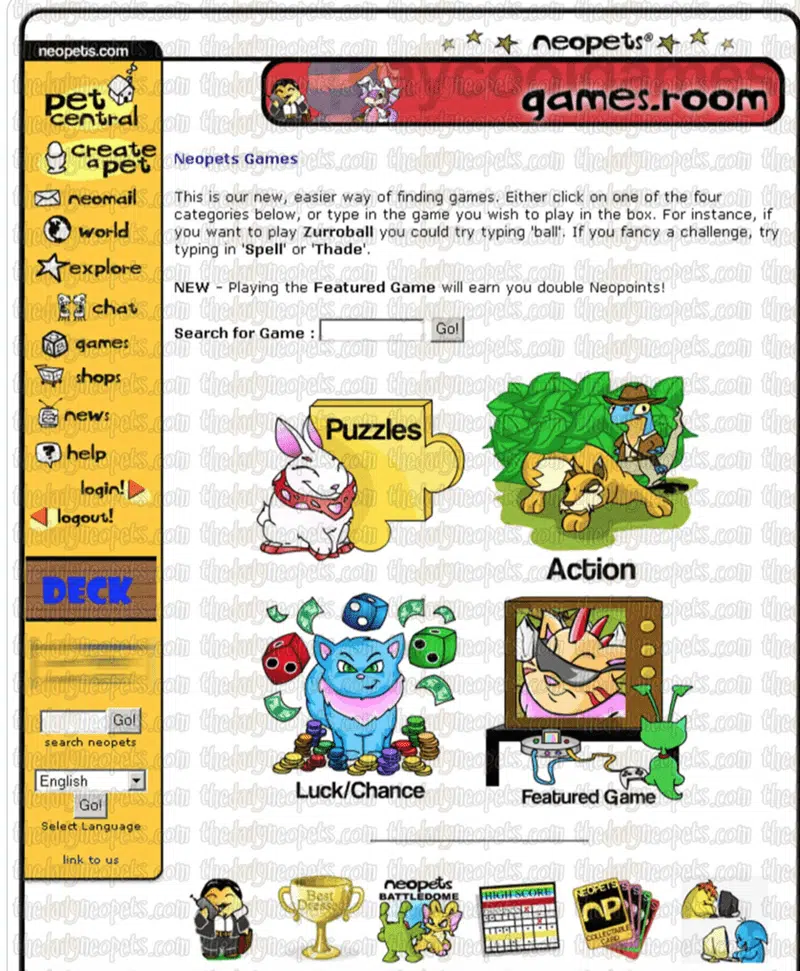 neopets.com
neopets®
games.room
pet
central
create
a pet
neomail
world
explore
chat
games
shops
news
help
login!
logout!
DECK
Go!
search neopets
English
Go!
Select Language
link to us
Neopets Games
This is our new, easier way of finding games. Either click on one of the four
categories below, or type in the game you wish to play in the box. For instance, if
you want to play Zurroball you could try typing 'ball'. If you fancy a challenge, try
typing in 'Spell' or 'Thade'.
NEW - Playing the Featured Game will earn you double Neopoints!
Search for Game : Go!
Puzzles
Action
Luck/Chance
Featured Game
Best
Dressed
neopets
BATTLEDOME
HIGH SCORE
NEOPETS
NP
COLLECTABLE
CARD
thedailyneopets.com